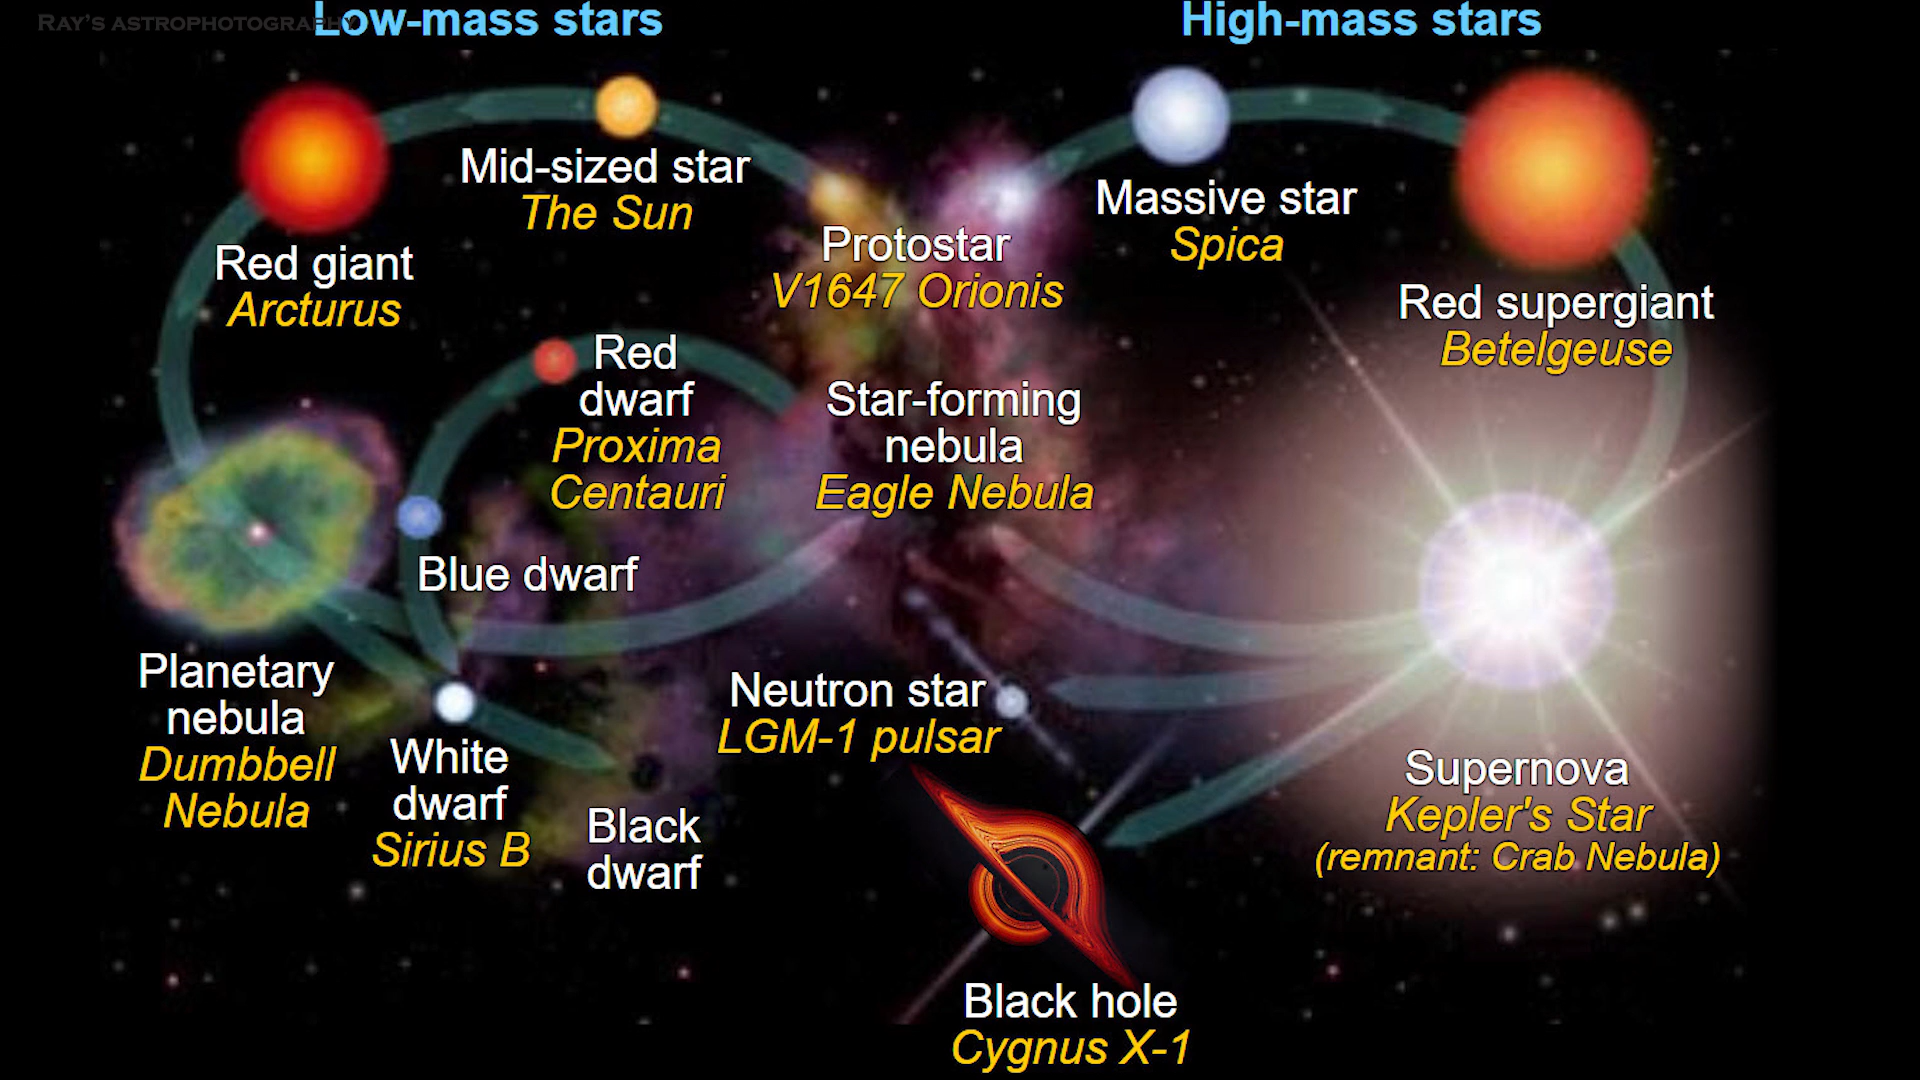 RAY'S ASTROPHOTOGRAPHY
Low-mass stars
High-mass stars
Mid-sized star
The Sun
Red giant
Arcturus
Protostar
V1647 Orionis
Massive star
Spica
Red supergiant
Betelgeuse
Red
dwarf
Proxima
Centauri
Star-forming
nebula
Eagle Nebula
Blue dwarf
Planetary
nebula
Dumbbell
Nebula
White
dwarf
Sirius B
Black
dwarf
Neutron star
LGM-1 pulsar
Supernova
Kepler's Star
(remnant: Crab Nebula)
Black hole
Cygnus X-1